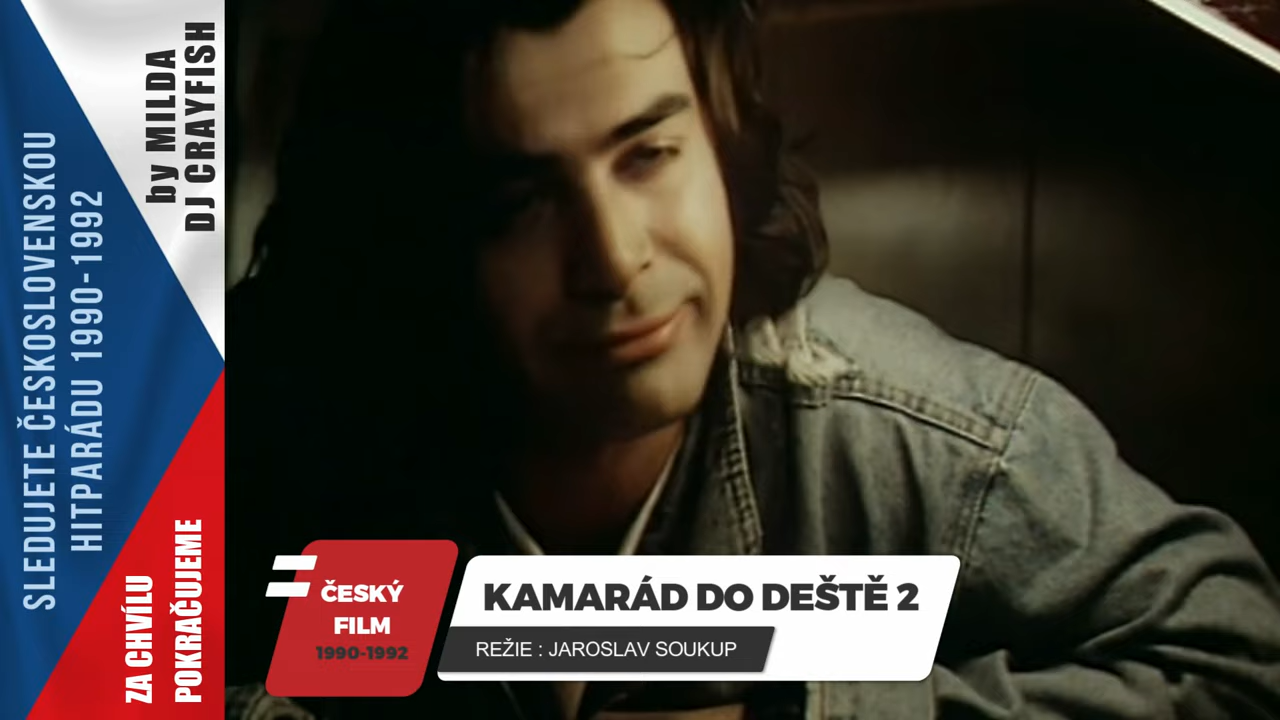 SLEDUJETE ČESKOSLOVENSKOU
HITPARÁDU 1990-1992
by MILDA
DJ CRAYFISH
ZA CHVÍLU
POKRAČUJEME
ČESKÝ
FILM
1990-1992
KAMARÁD DO DEŠTĚ 2
REŽIE : JAROSLAV SOUKUP